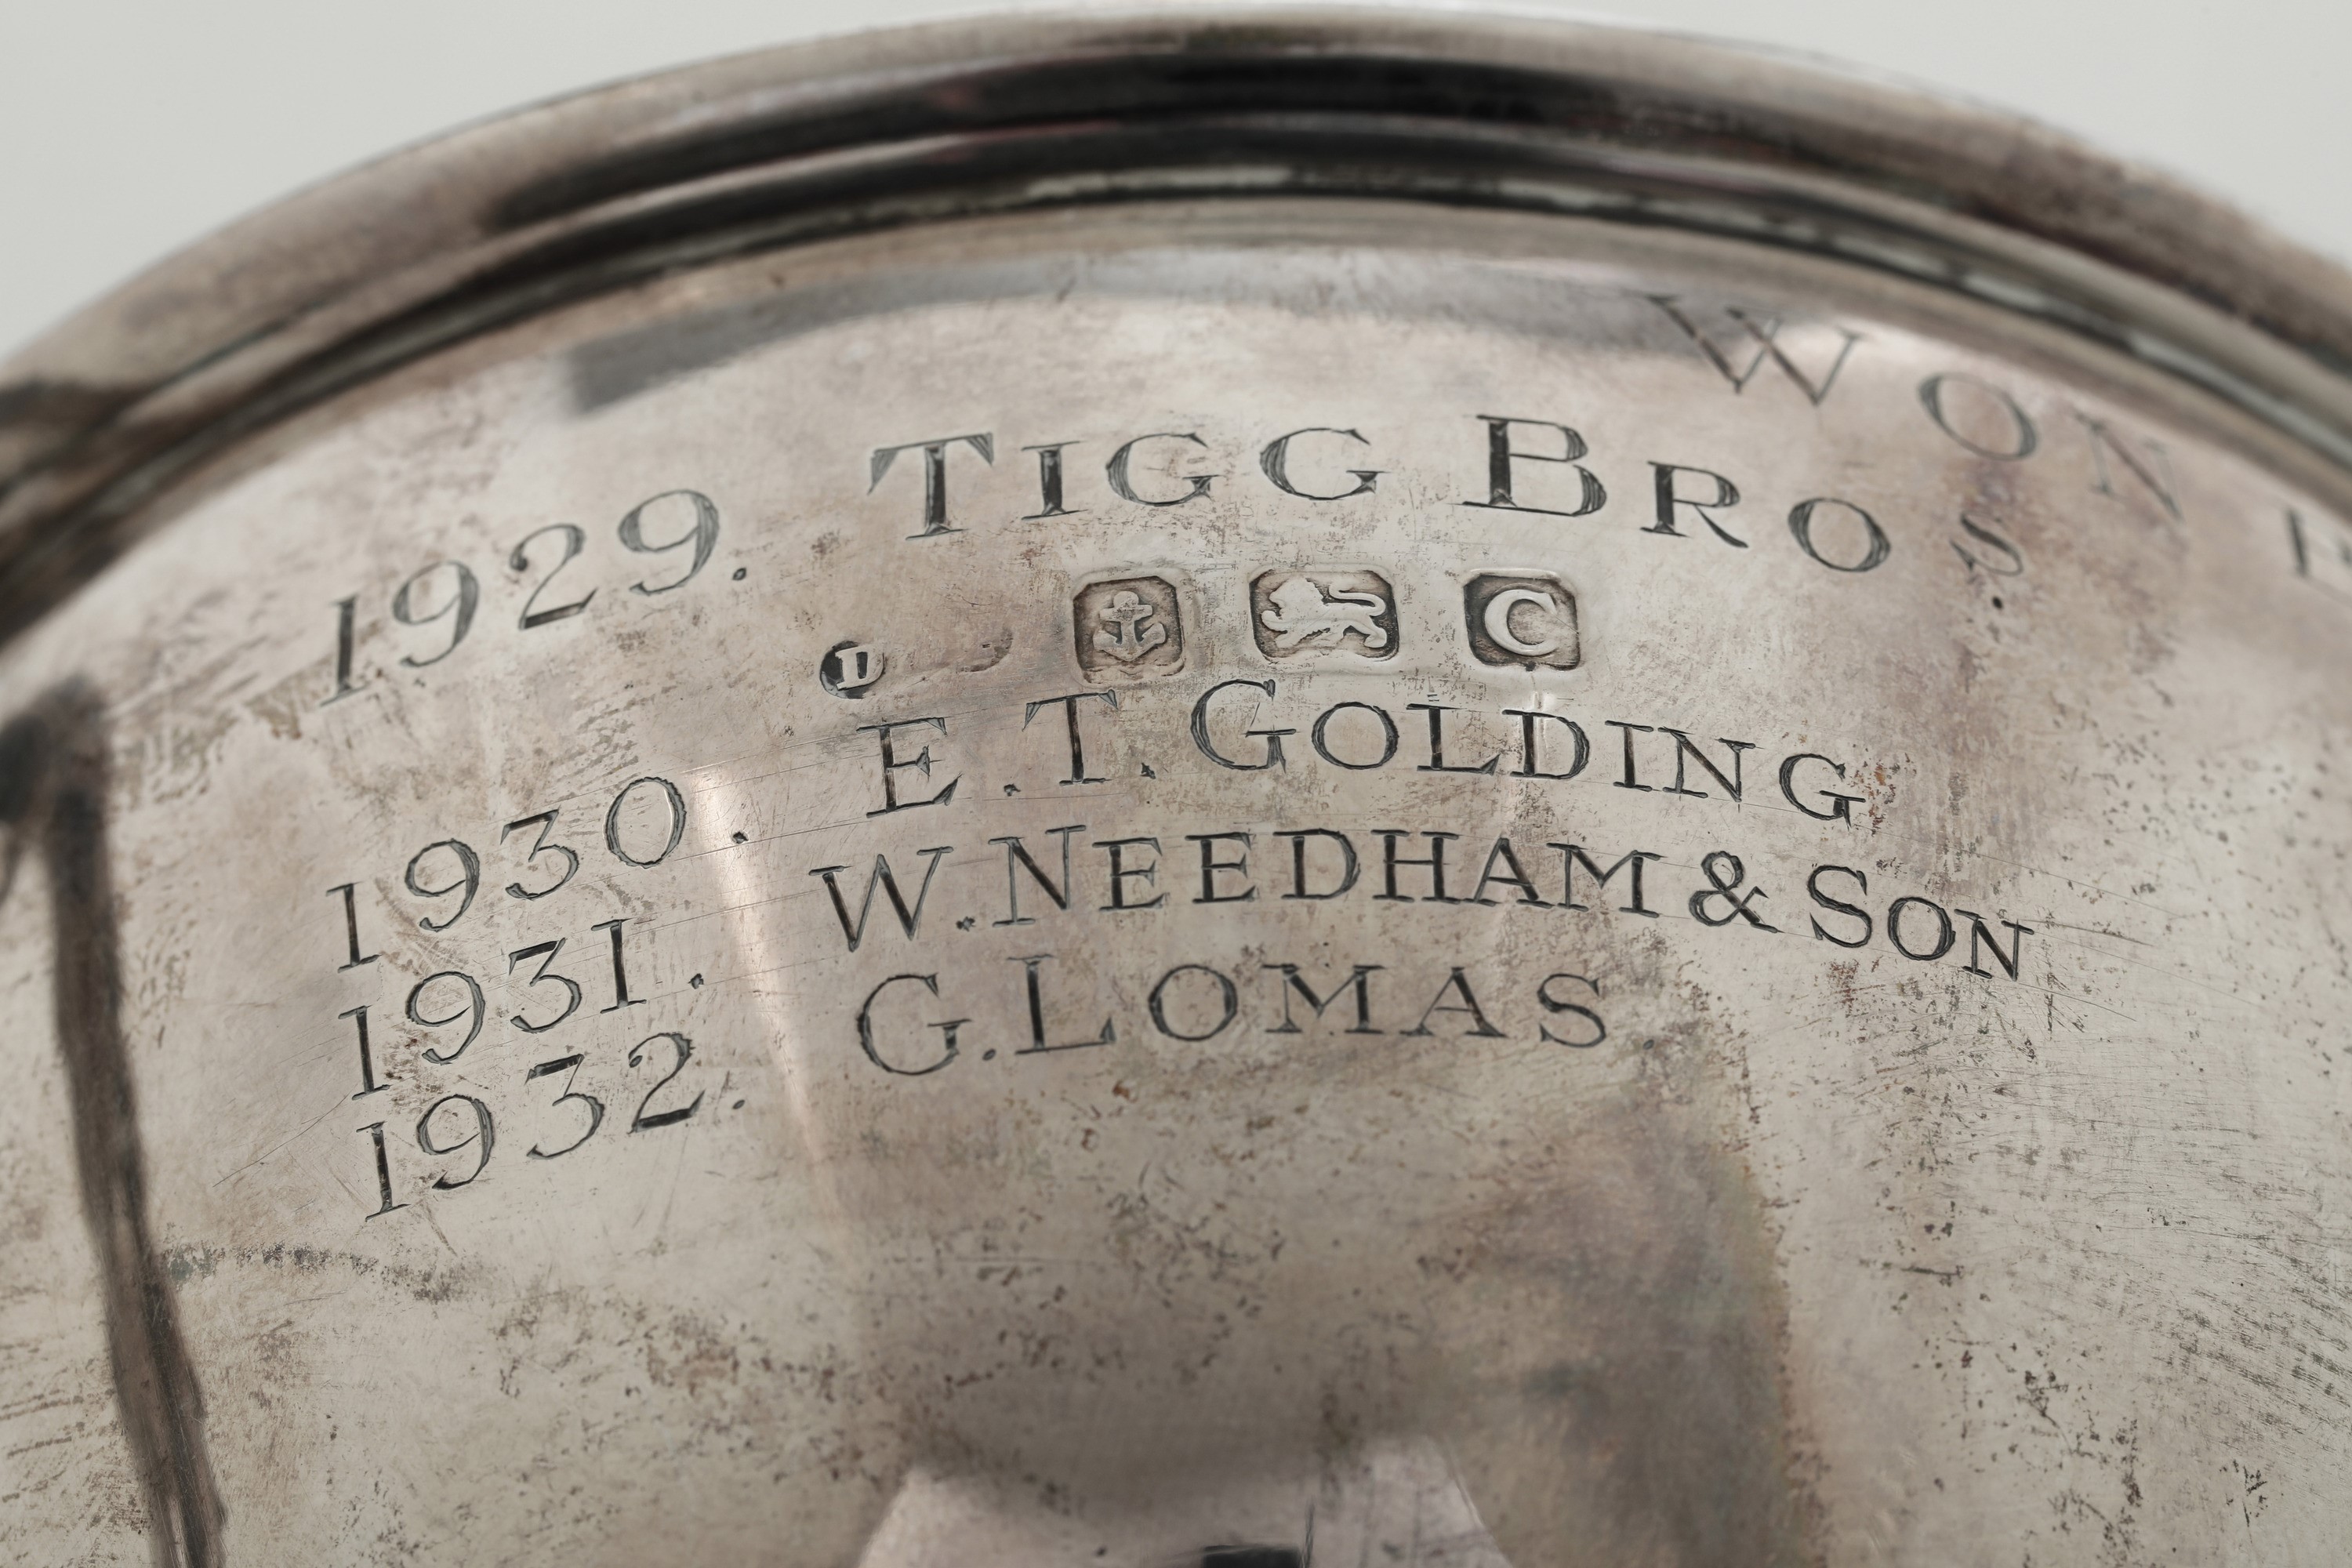 WON
1929. TIGG BROS.
D C
1930. E.T. GOLDING
1931. W. NEEDHAM & SON
1932. G. LOMAS.